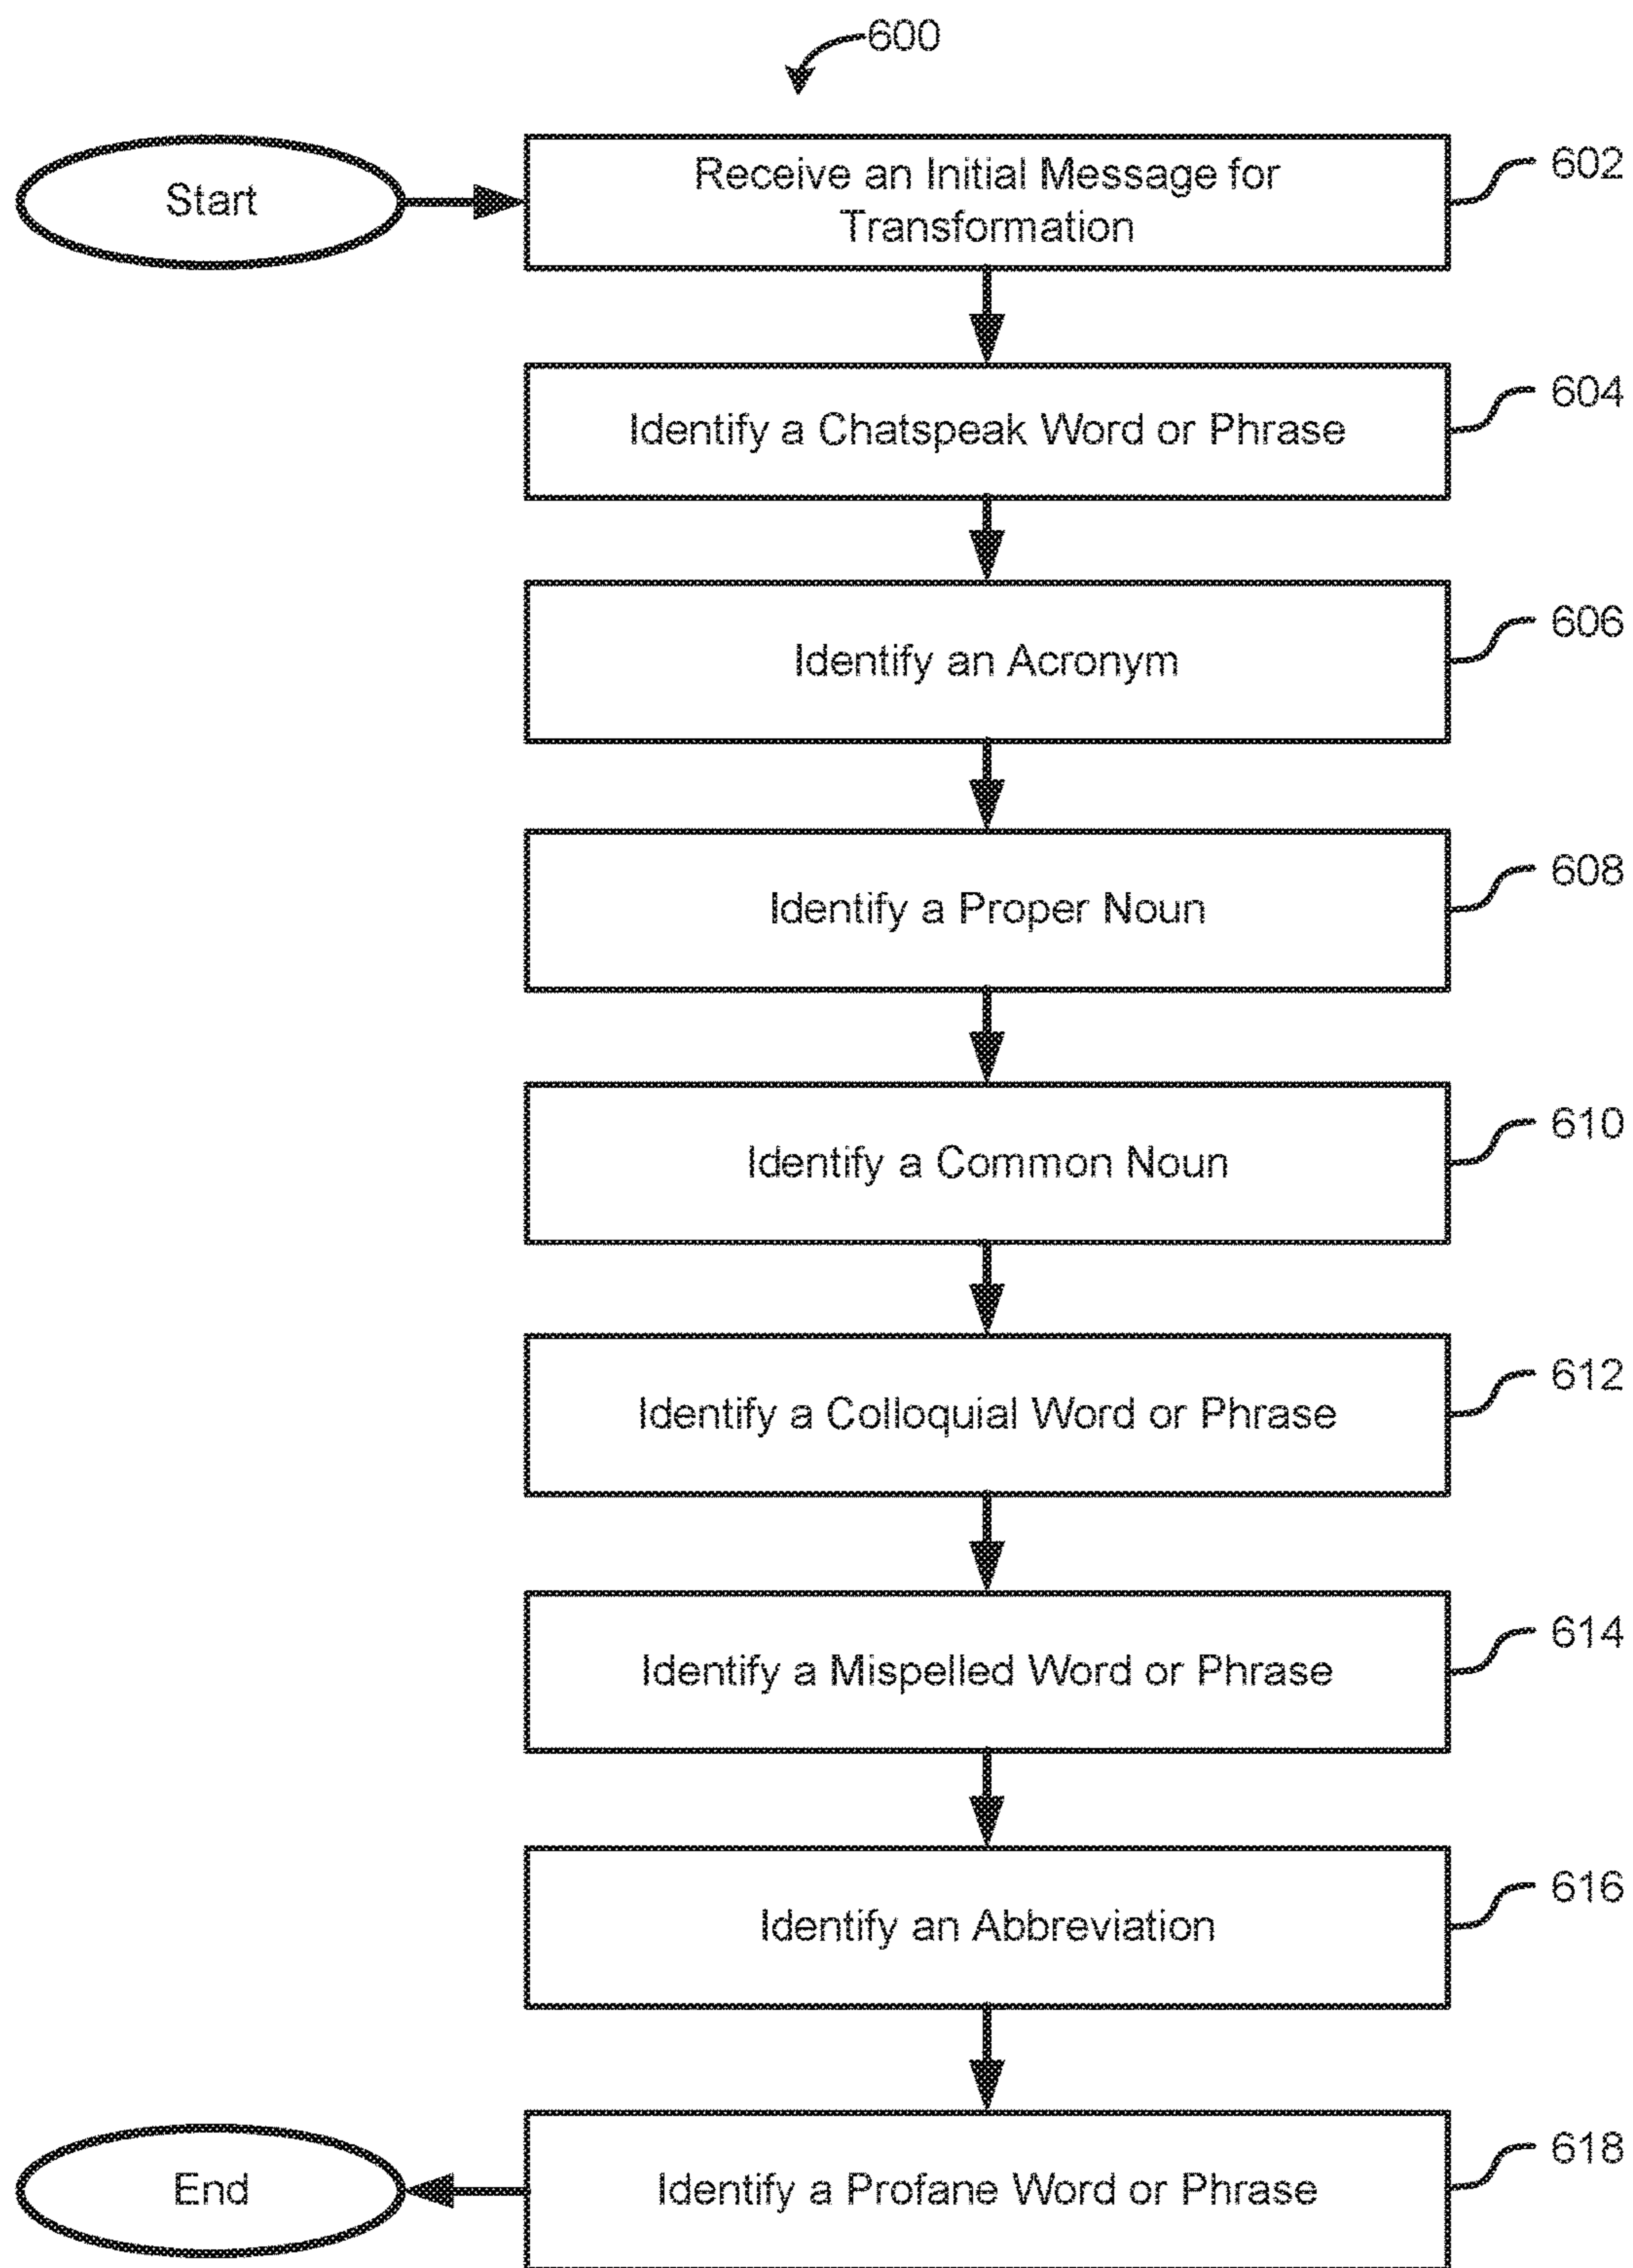 600
Start
Receive an Initial Message for
Transformation
602
Identify a Chatspeak Word or Phrase
604
Identify an Acronym
606
Identify a Proper Noun
608
Identify a Common Noun
610
Identify a Colloquial Word or Phrase
612
Identify a Mispelled Word or Phrase
614
Identify an Abbreviation
616
Identify a Profane Word or Phrase
618
End